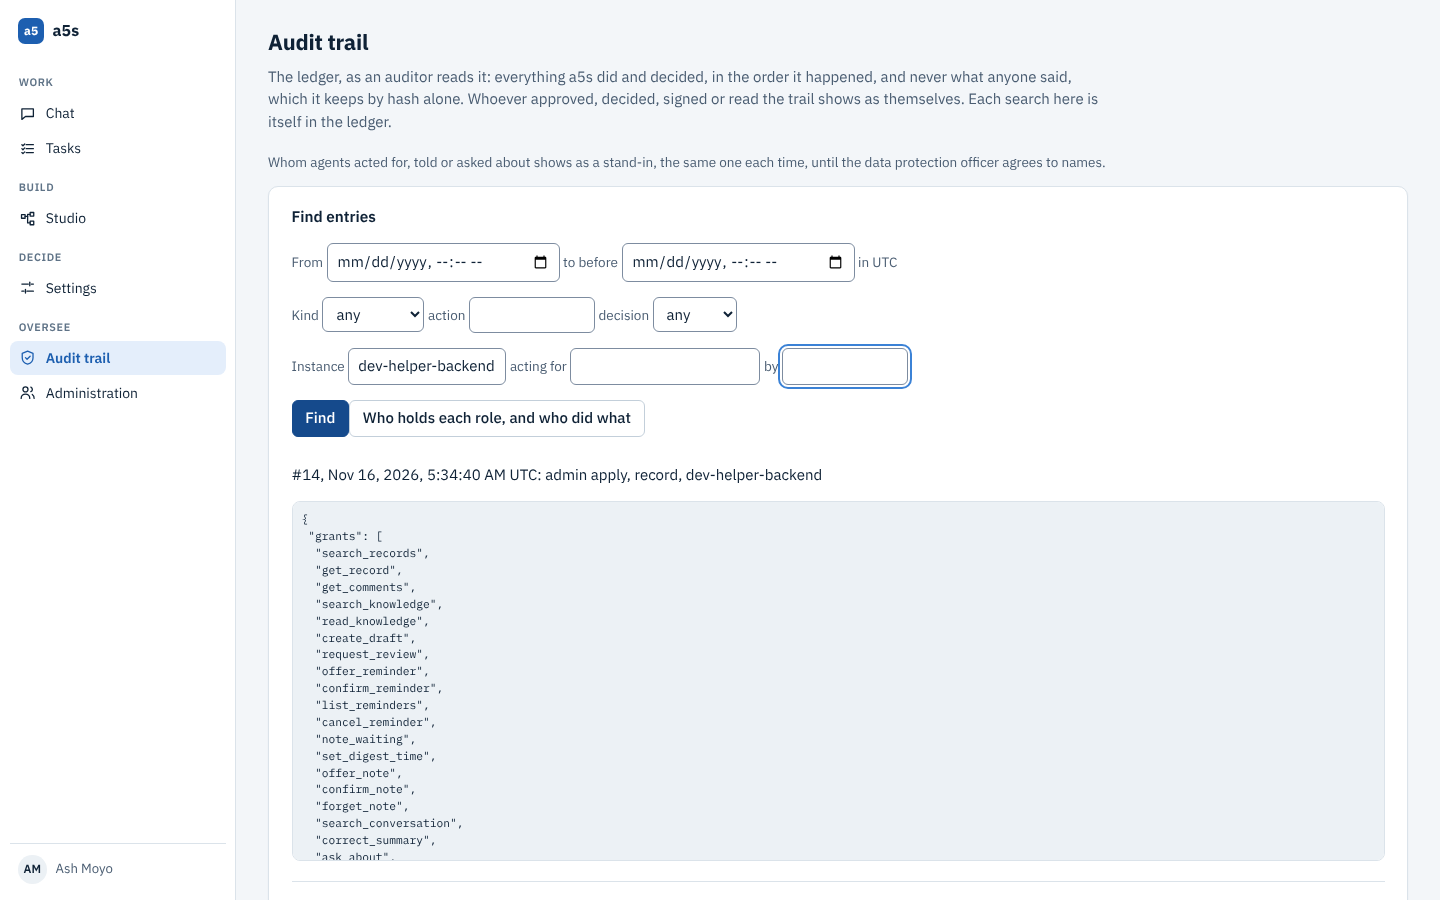 a5 a5s
WORK
Chat
Tasks
BUILD
Studio
DECIDE
Settings
OVERSEE
Audit trail
Administration
AM Ash Moyo
Audit trail
The ledger, as an auditor reads it: everything a5s did and decided, in the order it happened, and never what anyone said,
which it keeps by hash alone. Whoever approved, decided, signed or read the trail shows as themselves. Each search here is
itself in the ledger.
Whom agents acted for, told or asked about shows as a stand-in, the same one each time, until the data protection officer agrees to names.
Find entries
From mm/dd/yyyy, --:-- -- to before mm/dd/yyyy, --:-- -- in UTC
Kind any action decision any
Instance dev-helper-backend acting for by
Find Who holds each role, and who did what
#14, Nov 16, 2026, 5:34:40 AM UTC: admin apply, record, dev-helper-backend
{
"grants": [
"search_records",
"get_record",
"get_comments",
"search_knowledge",
"read_knowledge",
"create_draft",
"request_review",
"offer_reminder",
"confirm_reminder",
"list_reminders",
"cancel_reminder",
"note_waiting",
"set_digest_time",
"offer_note",
"confirm_note",
"forget_note",
"search_conversation",
"correct_summary",
"ask_about",